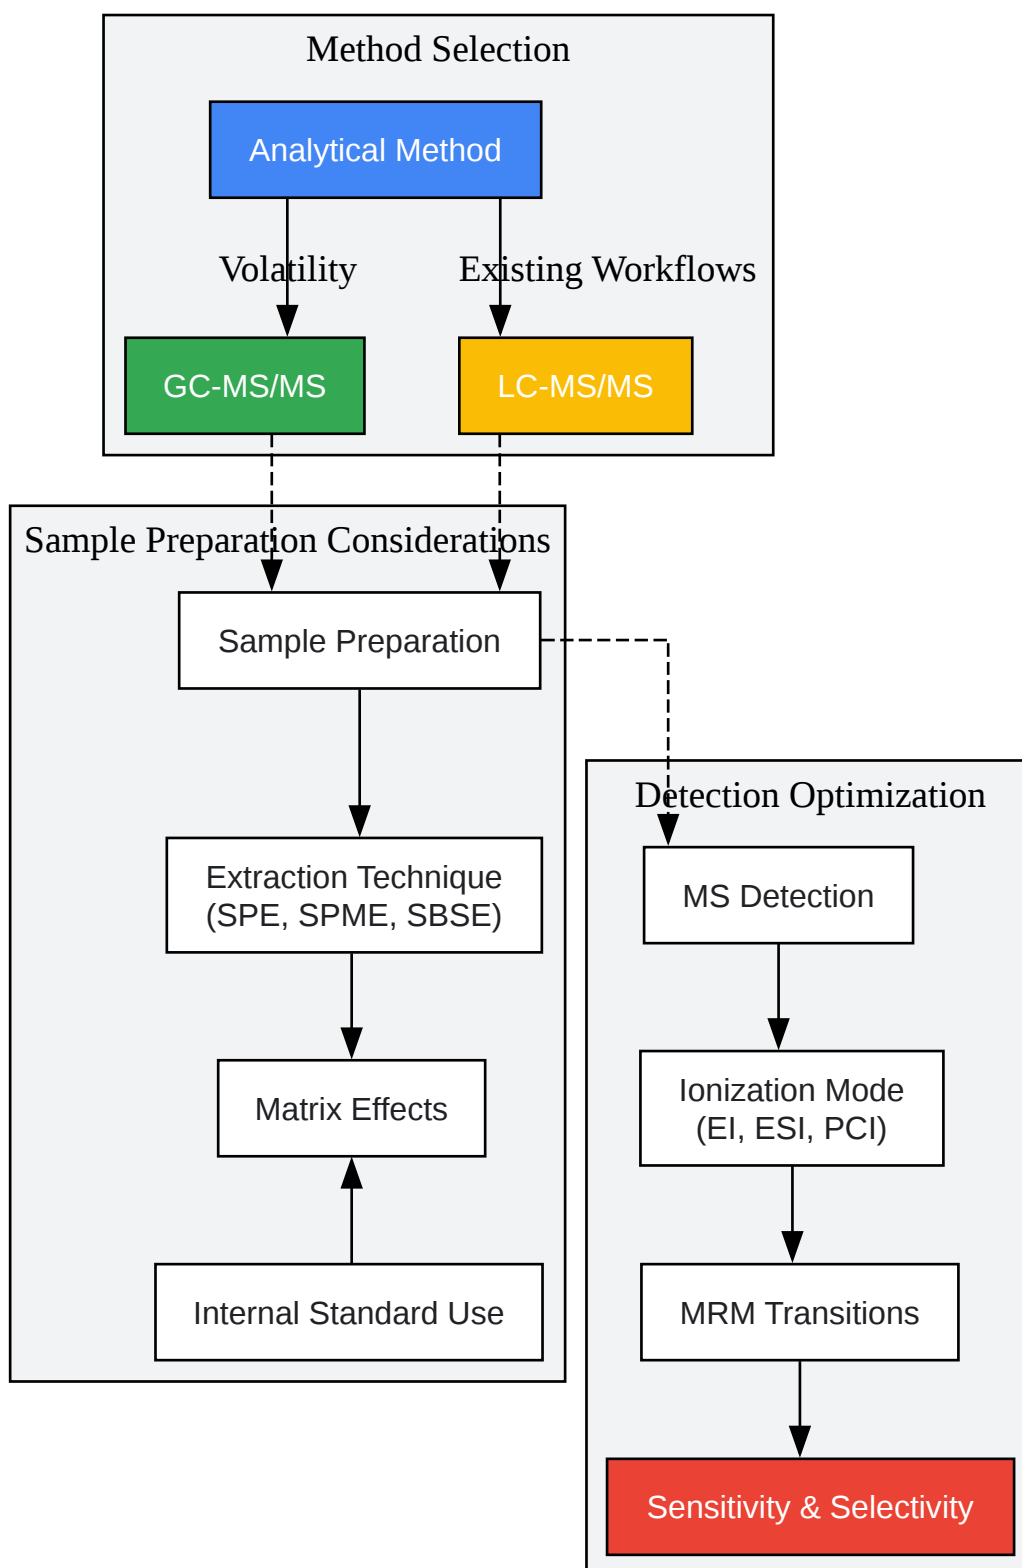 Method Selection
Analytical Method
Volatility
Existing Workflows
GC-MS/MS
LC-MS/MS
Sample Preparation Considerations
Sample Preparation
Extraction Technique
(SPE, SPME, SBSE)
Matrix Effects
Internal Standard Use
Detection Optimization
MS Detection
Ionization Mode
(EI, ESI, PCI)
MRM Transitions
Sensitivity & Selectivity